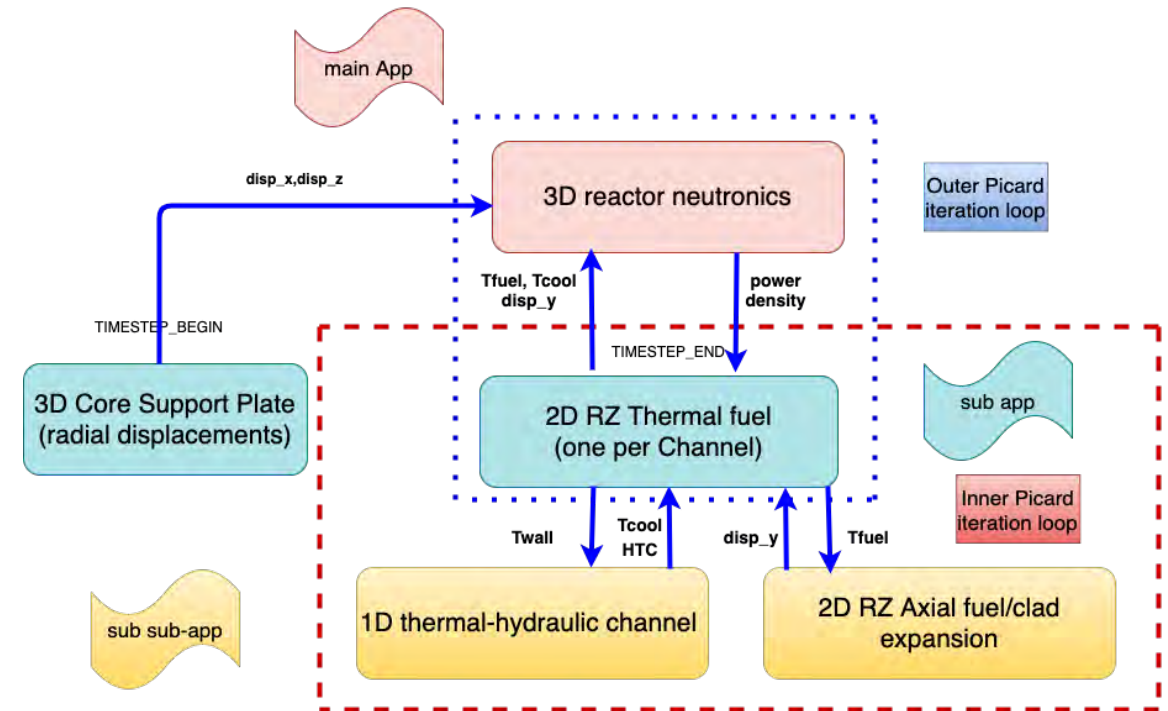 main App
disp_x,disp_z
3D reactor neutronics
Outer Picard
iteration loop
Tfuel, Tcool
disp_y
power
density
TIMESTEP_BEGIN
TIMESTEP_END
3D Core Support Plate
(radial displacements)
2D RZ Thermal fuel
(one per Channel)
sub app
Inner Picard
iteration loop
Twall
Tcool
HTC
disp_y
Tfuel
sub sub-app
1D thermal-hydraulic channel
2D RZ Axial fuel/clad
expansion